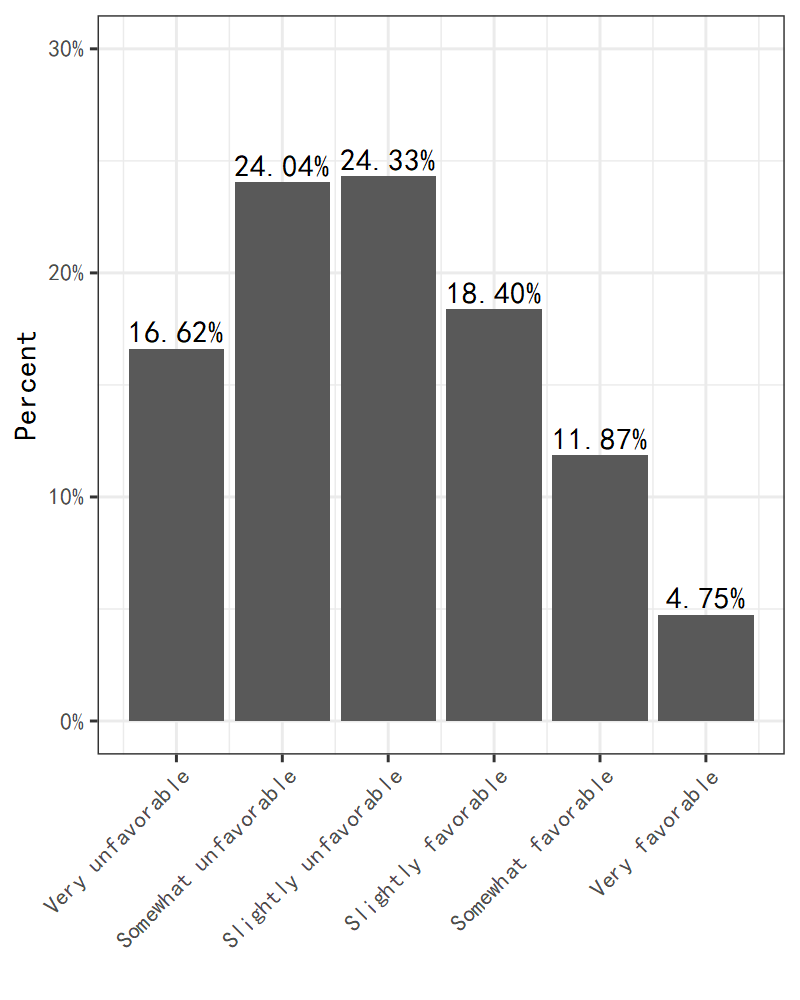 30%
20%
10%
0%
Percent
16.62%
24.04%
24.33%
18.40%
11.87%
4.75%
Very unfavorable
Somewhat unfavorable
Slightly unfavorable
Slightly favorable
Somewhat favorable
Very favorable